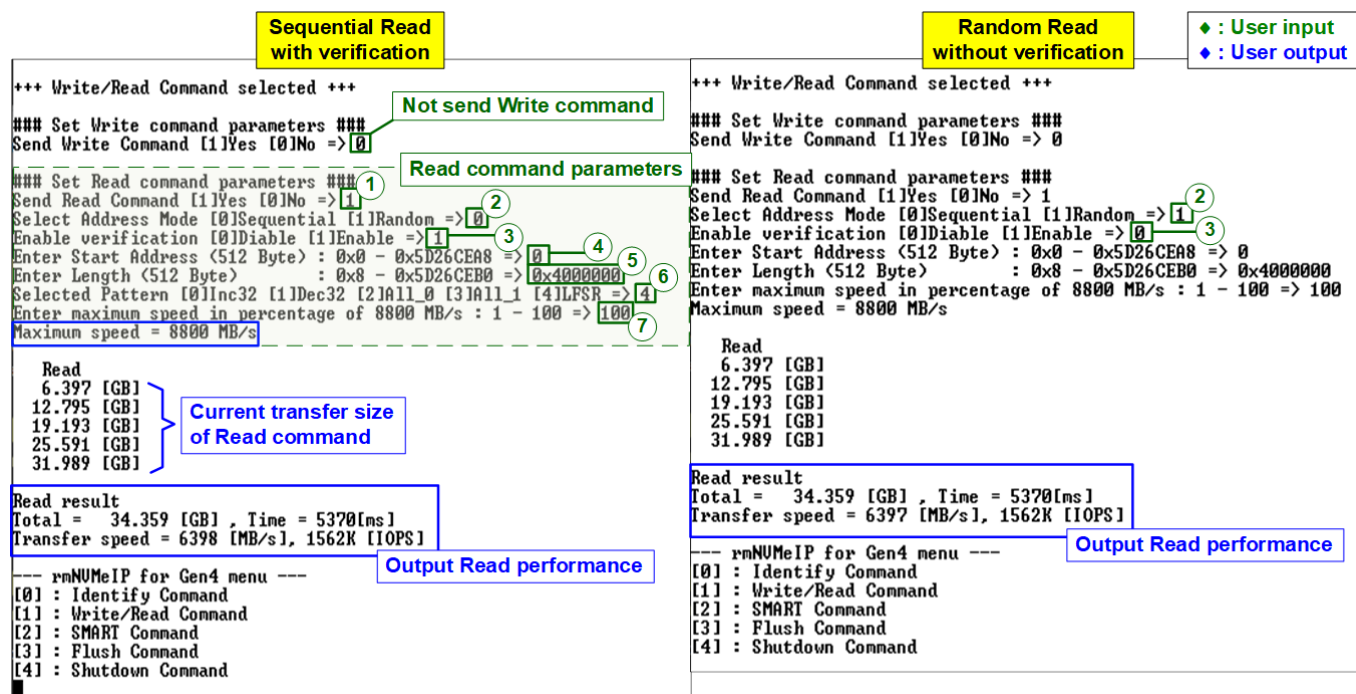 Sequential Read
with verification
+++ Write/Read Command selected +++
Not send Write command
### Set Write command parameters ###
Send Write Command [1]Yes [0]No => 0
Read command parameters
### Set Read command parameters ###
1
Send Read Command [1]Yes [0]No => 1
2
Select Address Mode [0]Sequential [1]Random => 0
Enable verification [0]Diable [1]Enable => 1
3
4
Enter Start Address (512 Byte) : 0x0 - 0x5D26CEA8 => 0
5
Enter Length (512 Byte) : 0x8 - 0x5D26CEB0 => 0x4000000
6
Selected Pattern [0]Inc32 [1]Dec32 [2]All_0 [3]All_1 [4]LFSR => 4
Enter maximum speed in percentage of 8800 MB/s : 1 - 100 => 100
7
Maximum speed = 8800 MB/s
Read
6.397 [GB]
12.795 [GB]
19.193 [GB]
25.591 [GB]
31.989 [GB]
Current transfer size
of Read command
Read result
Total = 34.359 [GB] , Time = 5370[ms]
Transfer speed = 6398 [MB/s], 1562K [IOPS]
Output Read performance
--- rmNVMeIP for Gen4 menu ---
[0] : Identify Command
[1] : Write/Read Command
[2] : SMART Command
[3] : Flush Command
[4] : Shutdown Command
Random Read
without verification
◆ : User input
◆ : User output
+++ Write/Read Command selected +++
### Set Write command parameters ###
Send Write Command [1]Yes [0]No => 0
### Set Read command parameters ###
Send Read Command [1]Yes [0]No => 1
2
Select Address Mode [0]Sequential [1]Random => 1
Enable verification [0]Diable [1]Enable => 0
3
Enter Start Address (512 Byte) : 0x0 - 0x5D26CEA8 => 0
Enter Length (512 Byte) : 0x8 - 0x5D26CEB0 => 0x4000000
Enter maximum speed in percentage of 8800 MB/s : 1 - 100 => 100
Maximum speed = 8800 MB/s
Read
6.397 [GB]
12.795 [GB]
19.193 [GB]
25.591 [GB]
31.989 [GB]
Read result
Total = 34.359 [GB] , Time = 5370[ms]
Transfer speed = 6397 [MB/s], 1562K [IOPS]
Output Read performance
--- rmNVMeIP for Gen4 menu ---
[0] : Identify Command
[1] : Write/Read Command
[2] : SMART Command
[3] : Flush Command
[4] : Shutdown Command